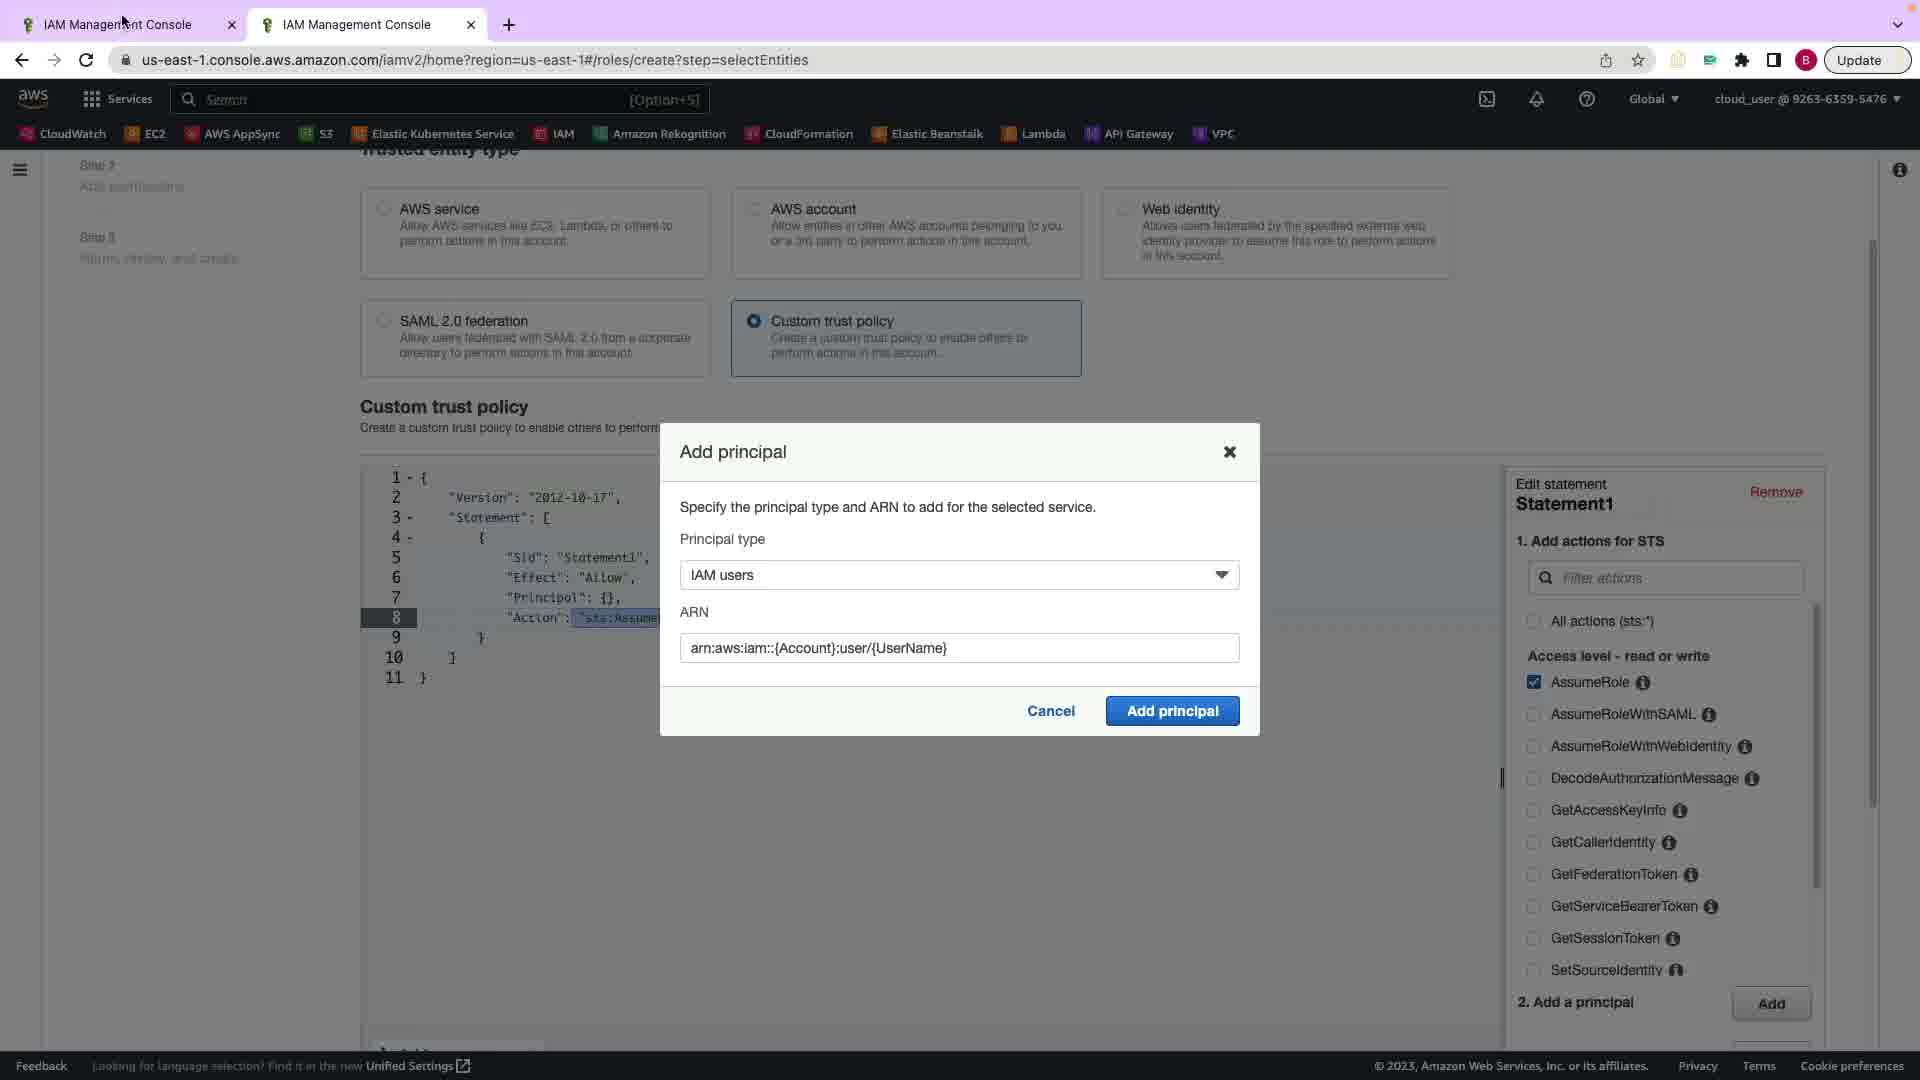 IAM Management Console
IAM Management Console
us-east-1.console.aws.amazon.com/iamv2/home?region=us-east-1#/roles/create?step=selectEntities
B
Update
aws
Services
Search
[Option+S]
Global
cloud_user @ 9263-6359-5476
CloudWatch
EC2
AWS AppSync
S3
Elastic Kubernetes Service
IAM
Amazon Rekognition
CloudFormation
Elastic Beanstalk
Lambda
API Gateway
VPC
Trusted entity type
Step 2
Add permissions
Step 3
Name, review, and create
AWS service
Allow AWS services like EC2, Lambda, or others to
perform actions in this account.
AWS account
Allow entities in other AWS accounts belonging to you
or a 3rd party to perform actions in this account.
Web identity
Allows users federated by the specified external web
identity provider to assume this role to perform actions
in this account.
SAML 2.0 federation
Allow users federated with SAML 2.0 from a corporate
directory to perform actions in this account.
Custom trust policy
Create a custom trust policy to enable others to
perform actions in this account.
Custom trust policy
Create a custom trust policy to enable others to perform
1 {
2 "Version": "2012-10-17",
3 "Statement": [
4 {
5 "Sid": "Statement1",
6 "Effect": "Allow",
7 "Principal": {},
8 "Action": "sts:Assume
9 }
10 ]
11 }
Add principal
Specify the principal type and ARN to add for the selected service.
Principal type
IAM users
ARN
arn:aws:iam::{Account}:user/{UserName}
Cancel
Add principal
Edit statement
Statement1
Remove
1. Add actions for STS
Filter actions
All actions (sts:*)
Access level - read or write
AssumeRole
AssumeRoleWithSAML
AssumeRoleWithWebIdentity
DecodeAuthorizationMessage
GetAccessKeyInfo
GetCallerIdentity
GetFederationToken
GetServiceBearerToken
GetSessionToken
SetSourceIdentity
2. Add a principal
Add
Feedback
Looking for language selection? Find it in the new Unified Settings
© 2023, Amazon Web Services, Inc. or its affiliates.
Privacy
Terms
Cookie preferences